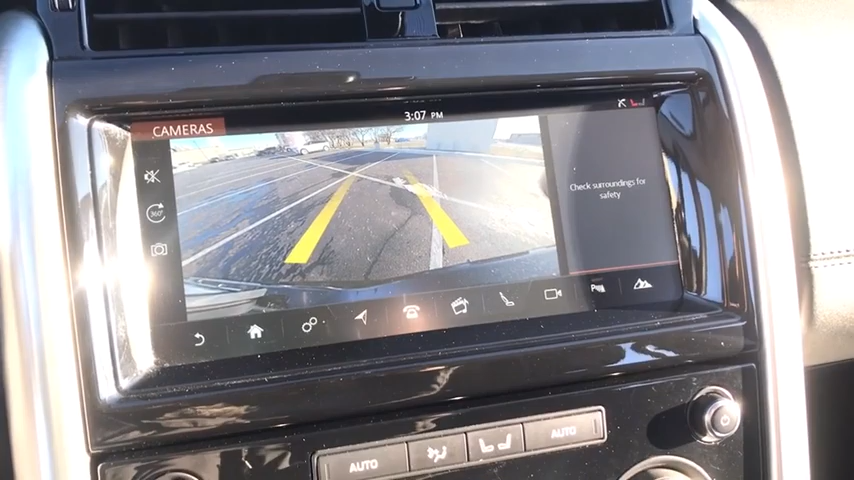 3:07 PM
CAMERAS
360°
Check surroundings for
safety
AUTO
AUTO